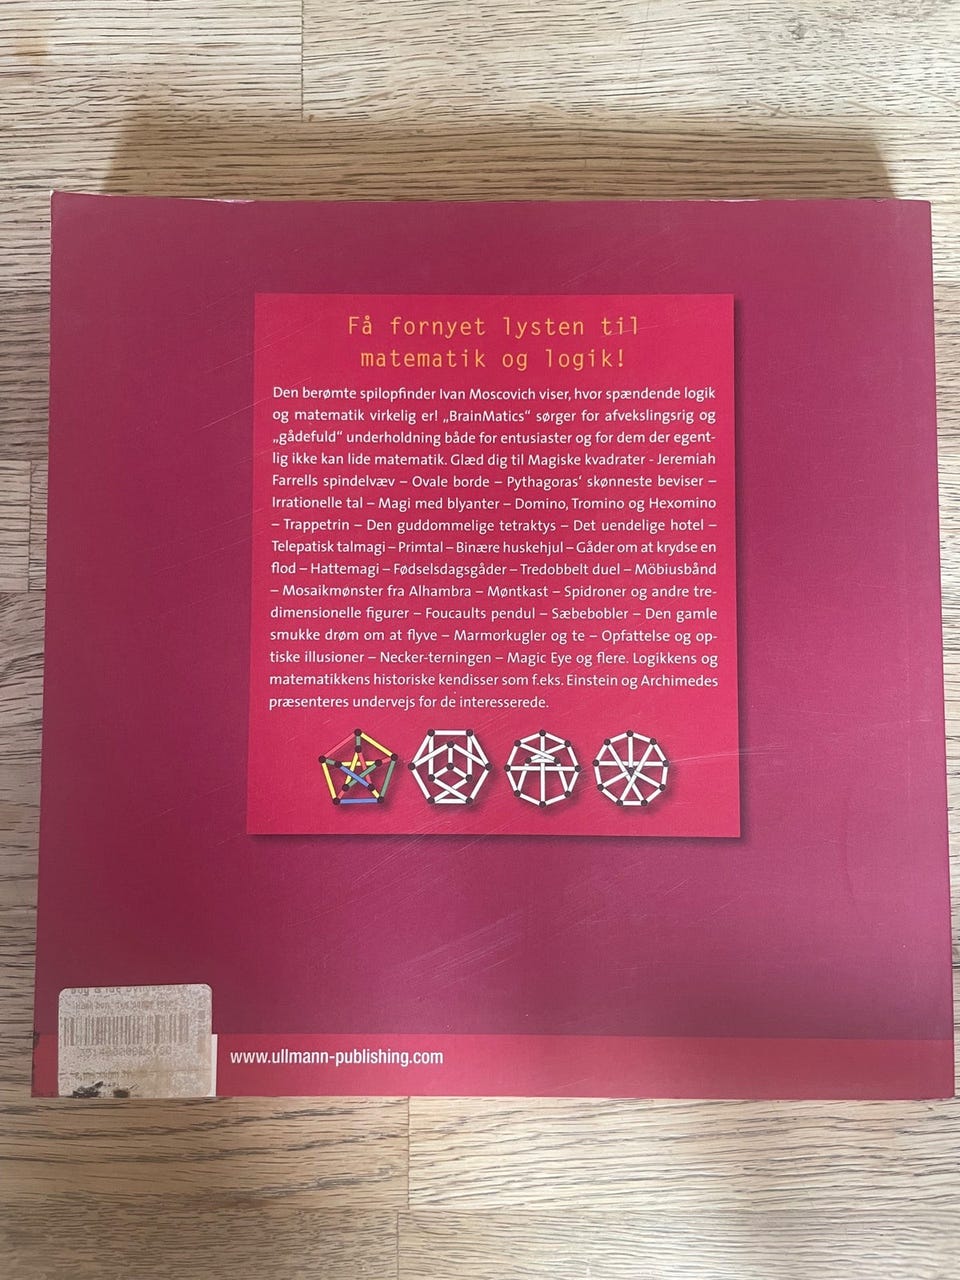 Få fornyet lysten til
matematik og logik!
Den berømte spilopfinder Ivan Moscovich viser, hvor spændende logik
og matematik virkelig er! „BrainMatics“ sørger for afvekslingsrig og
„gådefuld“ underholdning både for entusiaster og for dem der egent-
lig ikke kan lide matematik. Glæd dig til Magiske kvadrater - Jeremiah
Farrells spindelvæv – Ovale borde – Pythagoras‘ skønneste beviser –
Irrationelle tal – Magi med blyanter – Domino, Tromino og Hexomino
– Trappetrin – Den guddommelige tetraktys – Det uendelige hotel –
Telepatisk talmagi – Primtal – Binære huskehjul – Gåder om at krydse en
flod – Hattemagi – Fødselsdagsgåder – Tredobbelt duel – Möbiusbånd
– Mosaikmønster fra Alhambra – Møntkast – Spidroner og andre tre-
dimensionelle figurer – Foucaults pendul – Sæbebobler – Den gamle
smukke drøm om at flyve – Marmorkugler og te – Opfattelse og op-
tiske illusioner – Necker-terningen – Magic Eye og flere. Logikkens og
matematikkens historiske kendisser som f.eks. Einstein og Archimedes
præsenteres undervejs for de interesserede.
www.ullmann-publishing.com